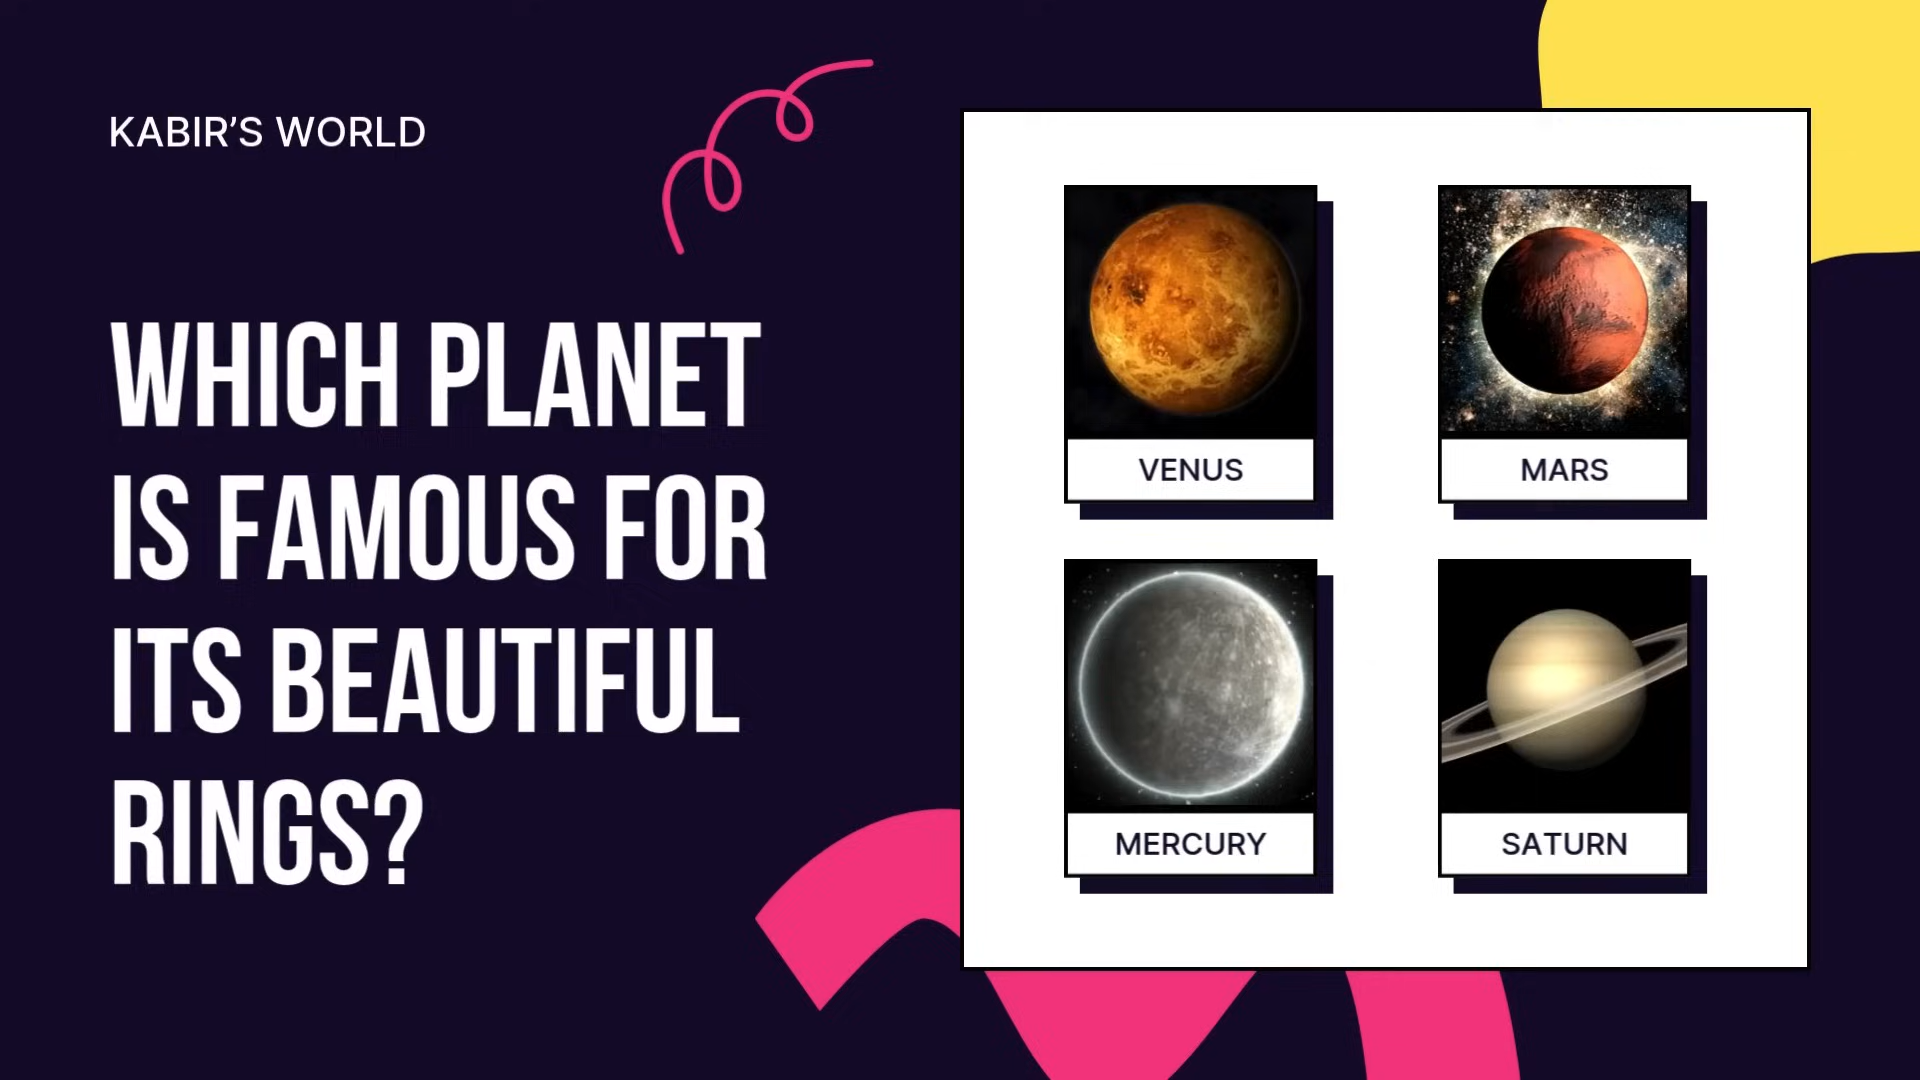 KABIR’S WORLD
WHICH PLANET
IS FAMOUS FOR
ITS BEAUTIFUL
RINGS?
VENUS
MARS
MERCURY
SATURN